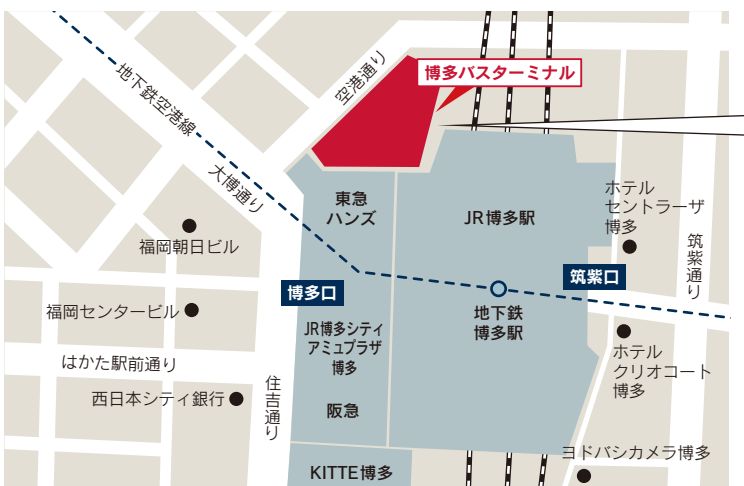 空港通り
博多バスターミナル
地下鉄空港線
大博通り
東急
ハンズ
JR博多駅
ホテル
セントラーザ
博多
筑紫通り
福岡朝日ビル
博多口
筑紫口
福岡センタービル
地下鉄
博多駅
JR博多シティ
アミュプラザ
博多
はかた駅前通り
ホテル
クリオコート
博多
住吉通り
西日本シティ銀行
阪急
ヨドバシカメラ博多
KITTE博多